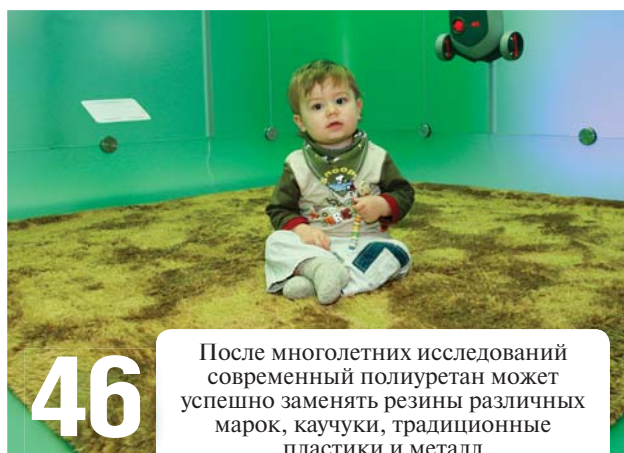 46
После многолетних исследований
современный полиуретан может
успешно заменять резины различных
марок, каучуки, традиционные
пластики и металл